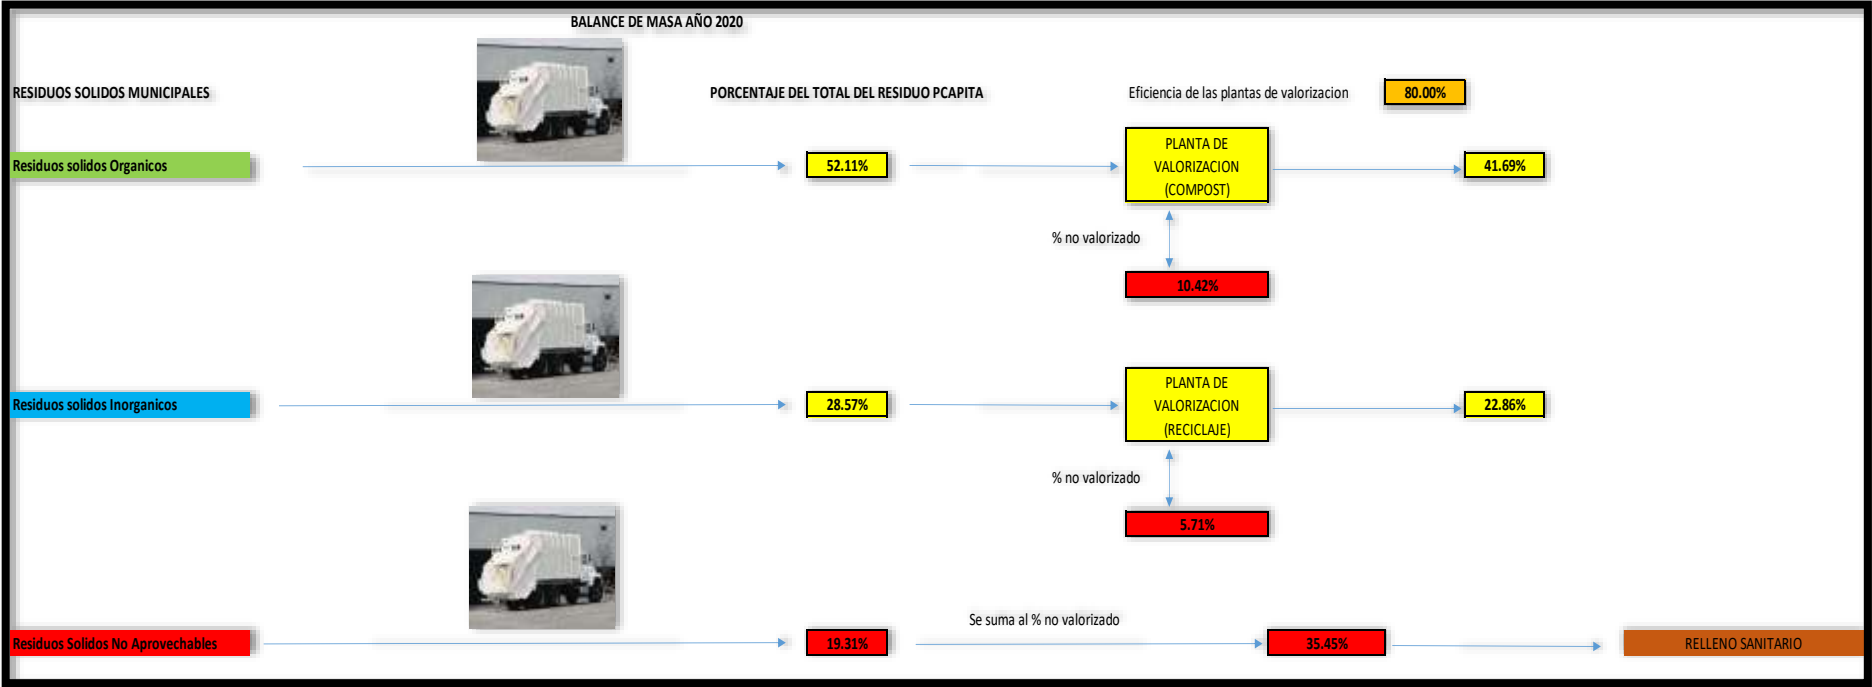 BALANCE DE MASA AÑO 2020
RESIDUOS SOLIDOS MUNICIPALES
PORCENTAJE DEL TOTAL DEL RESIDUO PCAPITA
Eficiencia de las plantas de valorizacion
80.00%
Residuos solidos Organicos
52.11%
PLANTA DE
VALORIZACION
(COMPOST)
41.69%
% no valorizado
10.42%
Residuos solidos Inorganicos
28.57%
PLANTA DE
VALORIZACION
(RECICLAJE)
22.86%
% no valorizado
5.71%
Residuos Solidos No Aprovechables
19.31%
Se suma al % no valorizado
35.45%
RELLENO SANITARIO